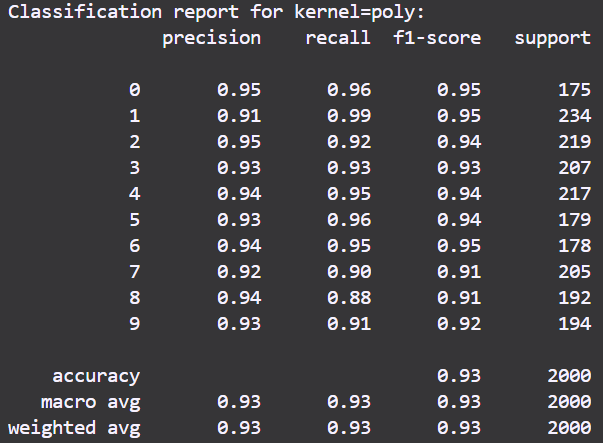 Classification report for kernel=poly:
precision recall f1-score support
0 0.95 0.96 0.95 175
1 0.91 0.99 0.95 234
2 0.95 0.92 0.94 219
3 0.93 0.93 0.93 207
4 0.94 0.95 0.94 217
5 0.93 0.96 0.94 179
6 0.94 0.95 0.95 178
7 0.92 0.90 0.91 205
8 0.94 0.88 0.91 192
9 0.93 0.91 0.92 194
accuracy 0.93 2000
macro avg 0.93 0.93 0.93 2000
weighted avg 0.93 0.93 0.93 2000